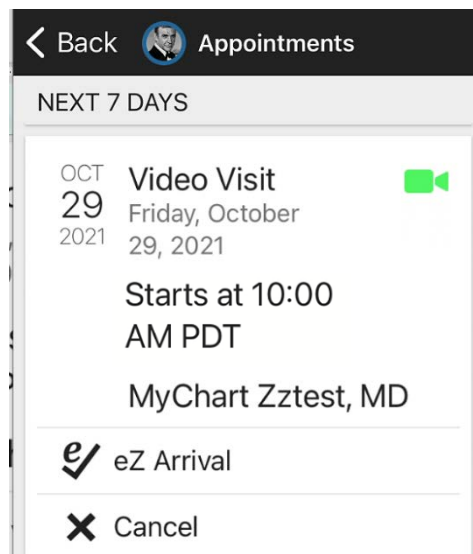 Back Appointments
NEXT 7 DAYS
OCT
29
2021
Video Visit
Friday, October
29, 2021
Starts at 10:00
AM PDT
MyChart Zztest, MD
eZ Arrival
Cancel